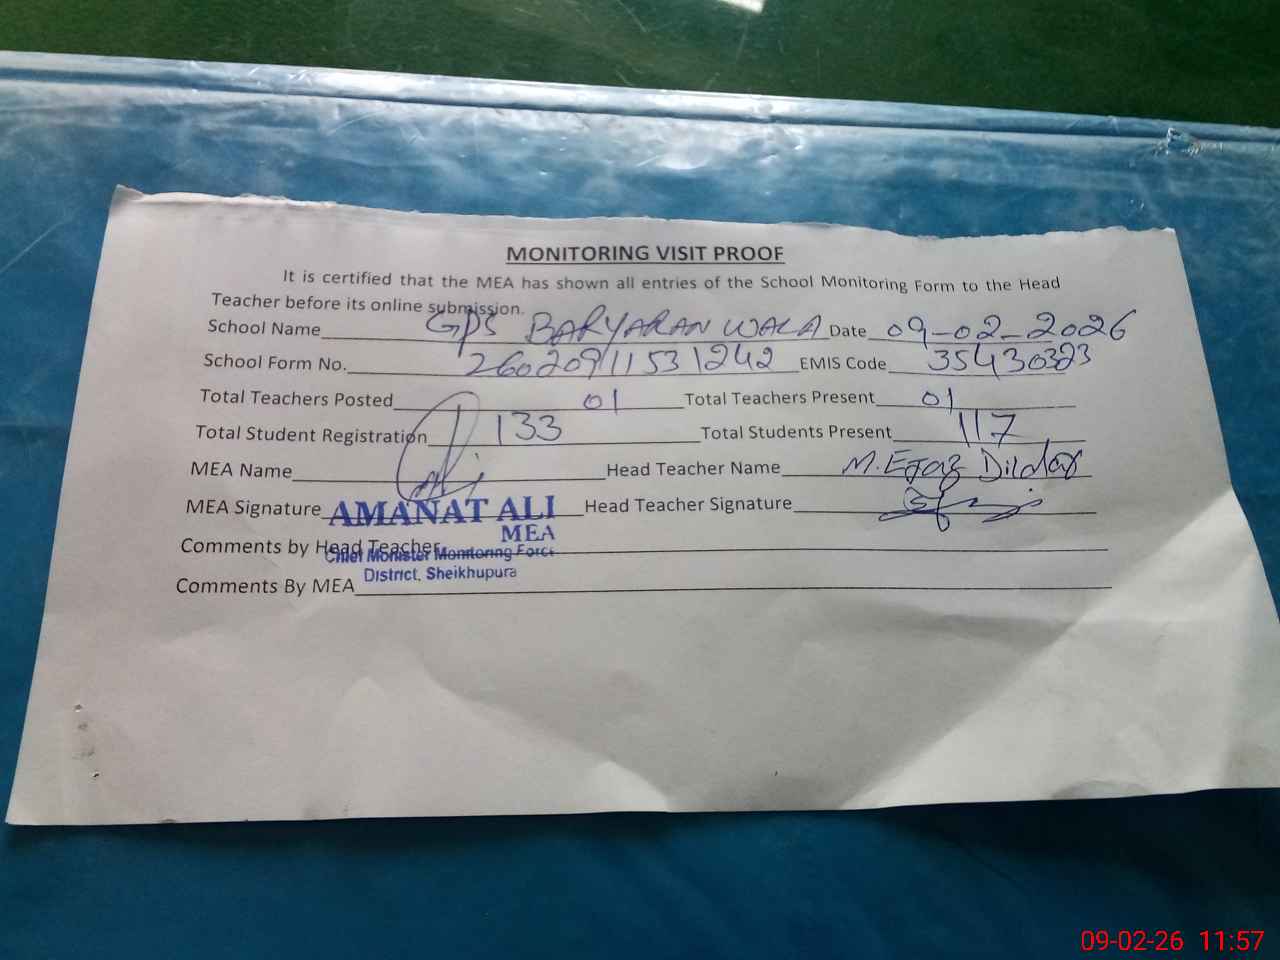 MONITORING VISIT PROOF
It is certified that the MEA has shown all entries of the School Monitoring Form to the Head
Teacher before its online submission.
School Name GPS BARYARAN WALA Date 09-02-2026
School Form No. 26020911531242 EMIS Code 35430323
Total Teachers Posted 01 Total Teachers Present 01
Total Student Registration 133 Total Students Present 117
MEA Name Head Teacher Name M. Ejaz Dildar
MEA Signature AMANAT ALI Head Teacher Signature
MEA
Comments by Head Teacher
Chief Minister Monitoring Force
District, Sheikhupura
Comments By MEA
09-02-26 11:57